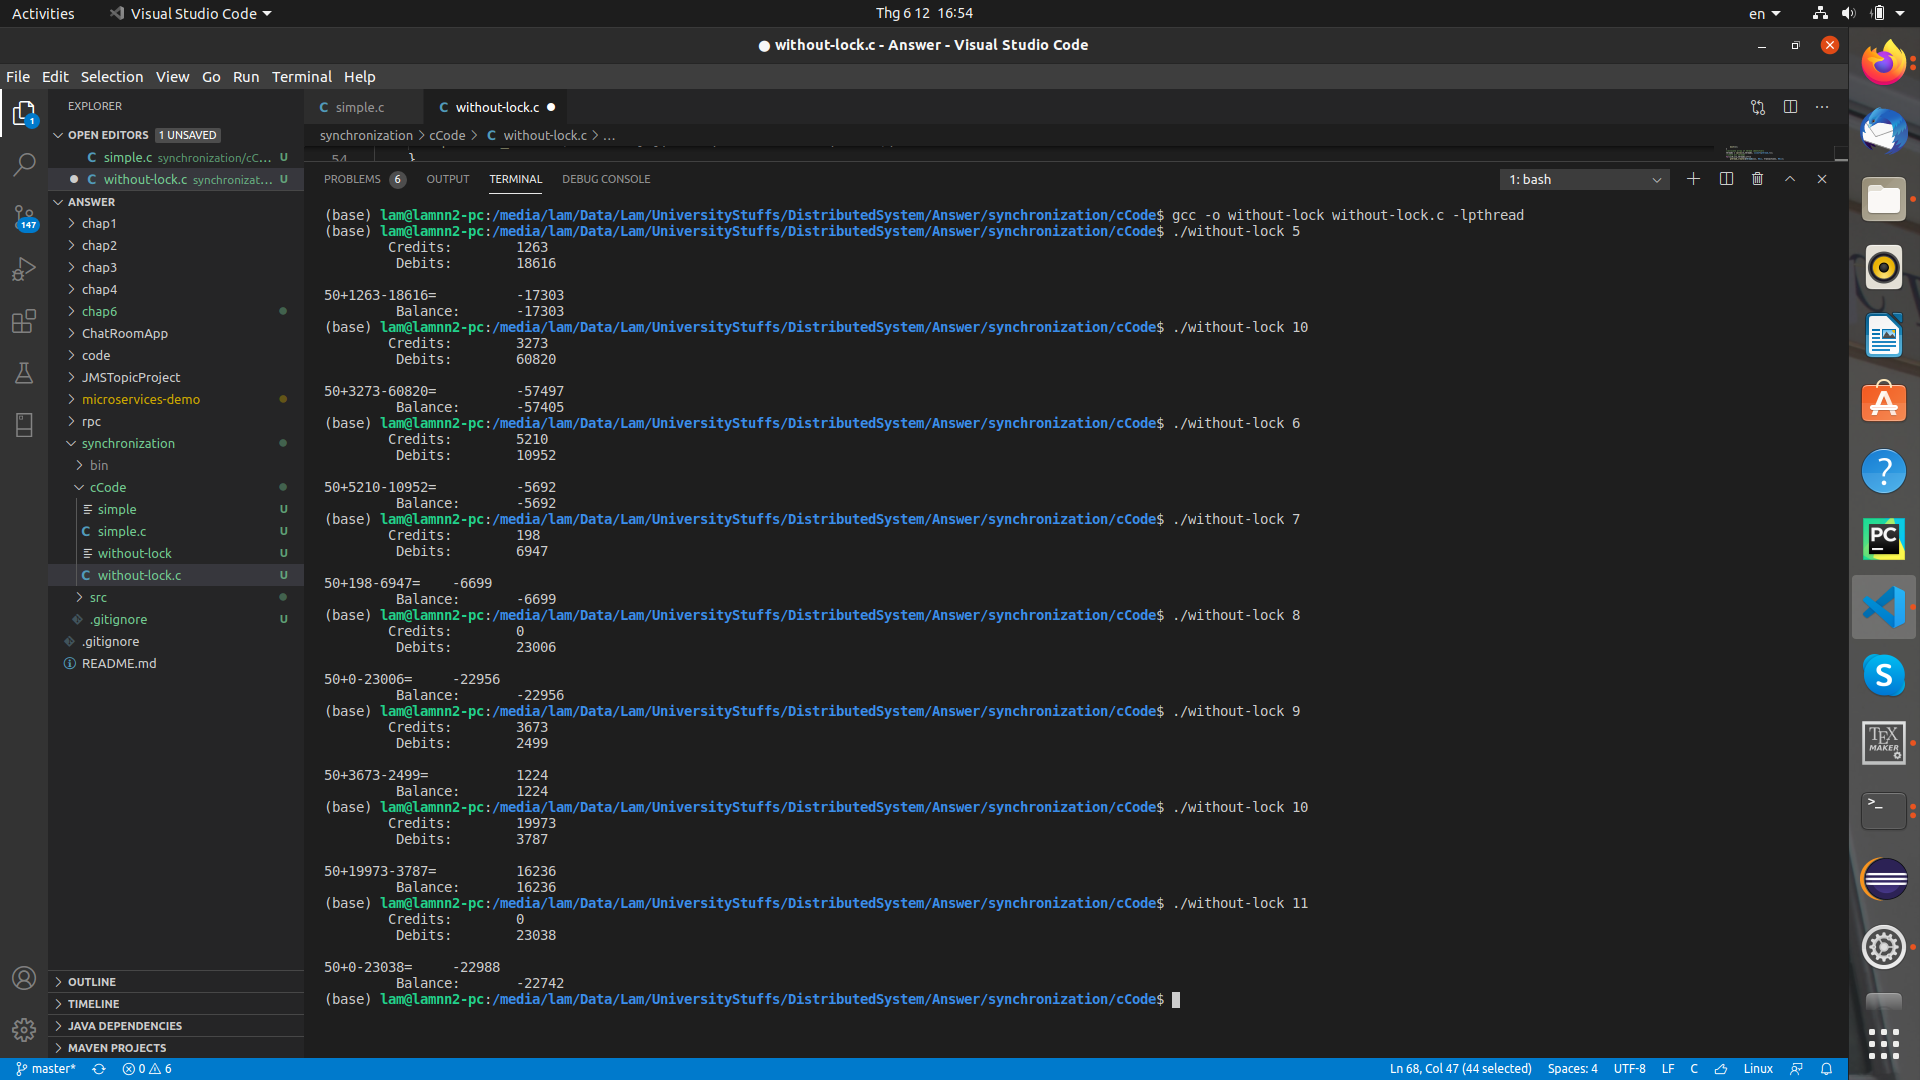 Activities
Visual Studio Code
Thg 6 12 16:54
en
● without-lock.c - Answer - Visual Studio Code
File Edit Selection View Go Run Terminal Help
EXPLORER
OPEN EDITORS 1 UNSAVED
simple.c synchronization/cC... U
without-lock.c synchronizat... U
ANSWER
chap1
chap2
chap3
chap4
chap6
ChatRoomApp
code
JMSTopicProject
microservices-demo
rpc
synchronization
bin
cCode
simple U
simple.c U
without-lock U
without-lock.c U
src
.gitignore U
.gitignore
README.md
OUTLINE
TIMELINE
JAVA DEPENDENCIES
MAVEN PROJECTS
1
147
simple.c
without-lock.c
synchronization > cCode > C without-lock.c > ...
54 }
PROBLEMS 6 OUTPUT TERMINAL DEBUG CONSOLE
1: bash
(base) lam@lamnn2-pc:/media/lam/Data/Lam/UniversityStuffs/DistributedSystem/Answer/synchronization/cCode$ gcc -o without-lock without-lock.c -lpthread
(base) lam@lamnn2-pc:/media/lam/Data/Lam/UniversityStuffs/DistributedSystem/Answer/synchronization/cCode$ ./without-lock 5
Credits: 1263
Debits: 18616
50+1263-18616= -17303
Balance: -17303
(base) lam@lamnn2-pc:/media/lam/Data/Lam/UniversityStuffs/DistributedSystem/Answer/synchronization/cCode$ ./without-lock 10
Credits: 3273
Debits: 60820
50+3273-60820= -57497
Balance: -57405
(base) lam@lamnn2-pc:/media/lam/Data/Lam/UniversityStuffs/DistributedSystem/Answer/synchronization/cCode$ ./without-lock 6
Credits: 5210
Debits: 10952
50+5210-10952= -5692
Balance: -5692
(base) lam@lamnn2-pc:/media/lam/Data/Lam/UniversityStuffs/DistributedSystem/Answer/synchronization/cCode$ ./without-lock 7
Credits: 198
Debits: 6947
50+198-6947= -6699
Balance: -6699
(base) lam@lamnn2-pc:/media/lam/Data/Lam/UniversityStuffs/DistributedSystem/Answer/synchronization/cCode$ ./without-lock 8
Credits: 0
Debits: 23006
50+0-23006= -22956
Balance: -22956
(base) lam@lamnn2-pc:/media/lam/Data/Lam/UniversityStuffs/DistributedSystem/Answer/synchronization/cCode$ ./without-lock 9
Credits: 3673
Debits: 2499
50+3673-2499= 1224
Balance: 1224
(base) lam@lamnn2-pc:/media/lam/Data/Lam/UniversityStuffs/DistributedSystem/Answer/synchronization/cCode$ ./without-lock 10
Credits: 19973
Debits: 3787
50+19973-3787= 16236
Balance: 16236
(base) lam@lamnn2-pc:/media/lam/Data/Lam/UniversityStuffs/DistributedSystem/Answer/synchronization/cCode$ ./without-lock 11
Credits: 0
Debits: 23038
50+0-23038= -22988
Balance: -22742
(base) lam@lamnn2-pc:/media/lam/Data/Lam/UniversityStuffs/DistributedSystem/Answer/synchronization/cCode$
master* 0 6
Ln 68, Col 47 (44 selected) Spaces: 4 UTF-8 LF C Linux
PC
TEX
MAKER